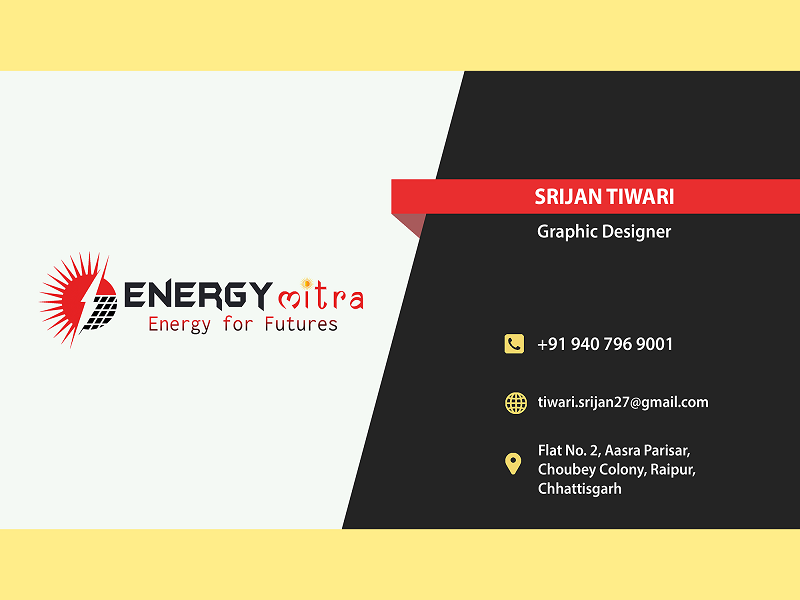 ENERGY mitra
Energy for Futures
SRIJAN TIWARI
Graphic Designer
+91 940 796 9001
tiwari.srijan27@gmail.com
Flat No. 2, Aasra Parisar,
Choubey Colony, Raipur,
Chhattisgarh